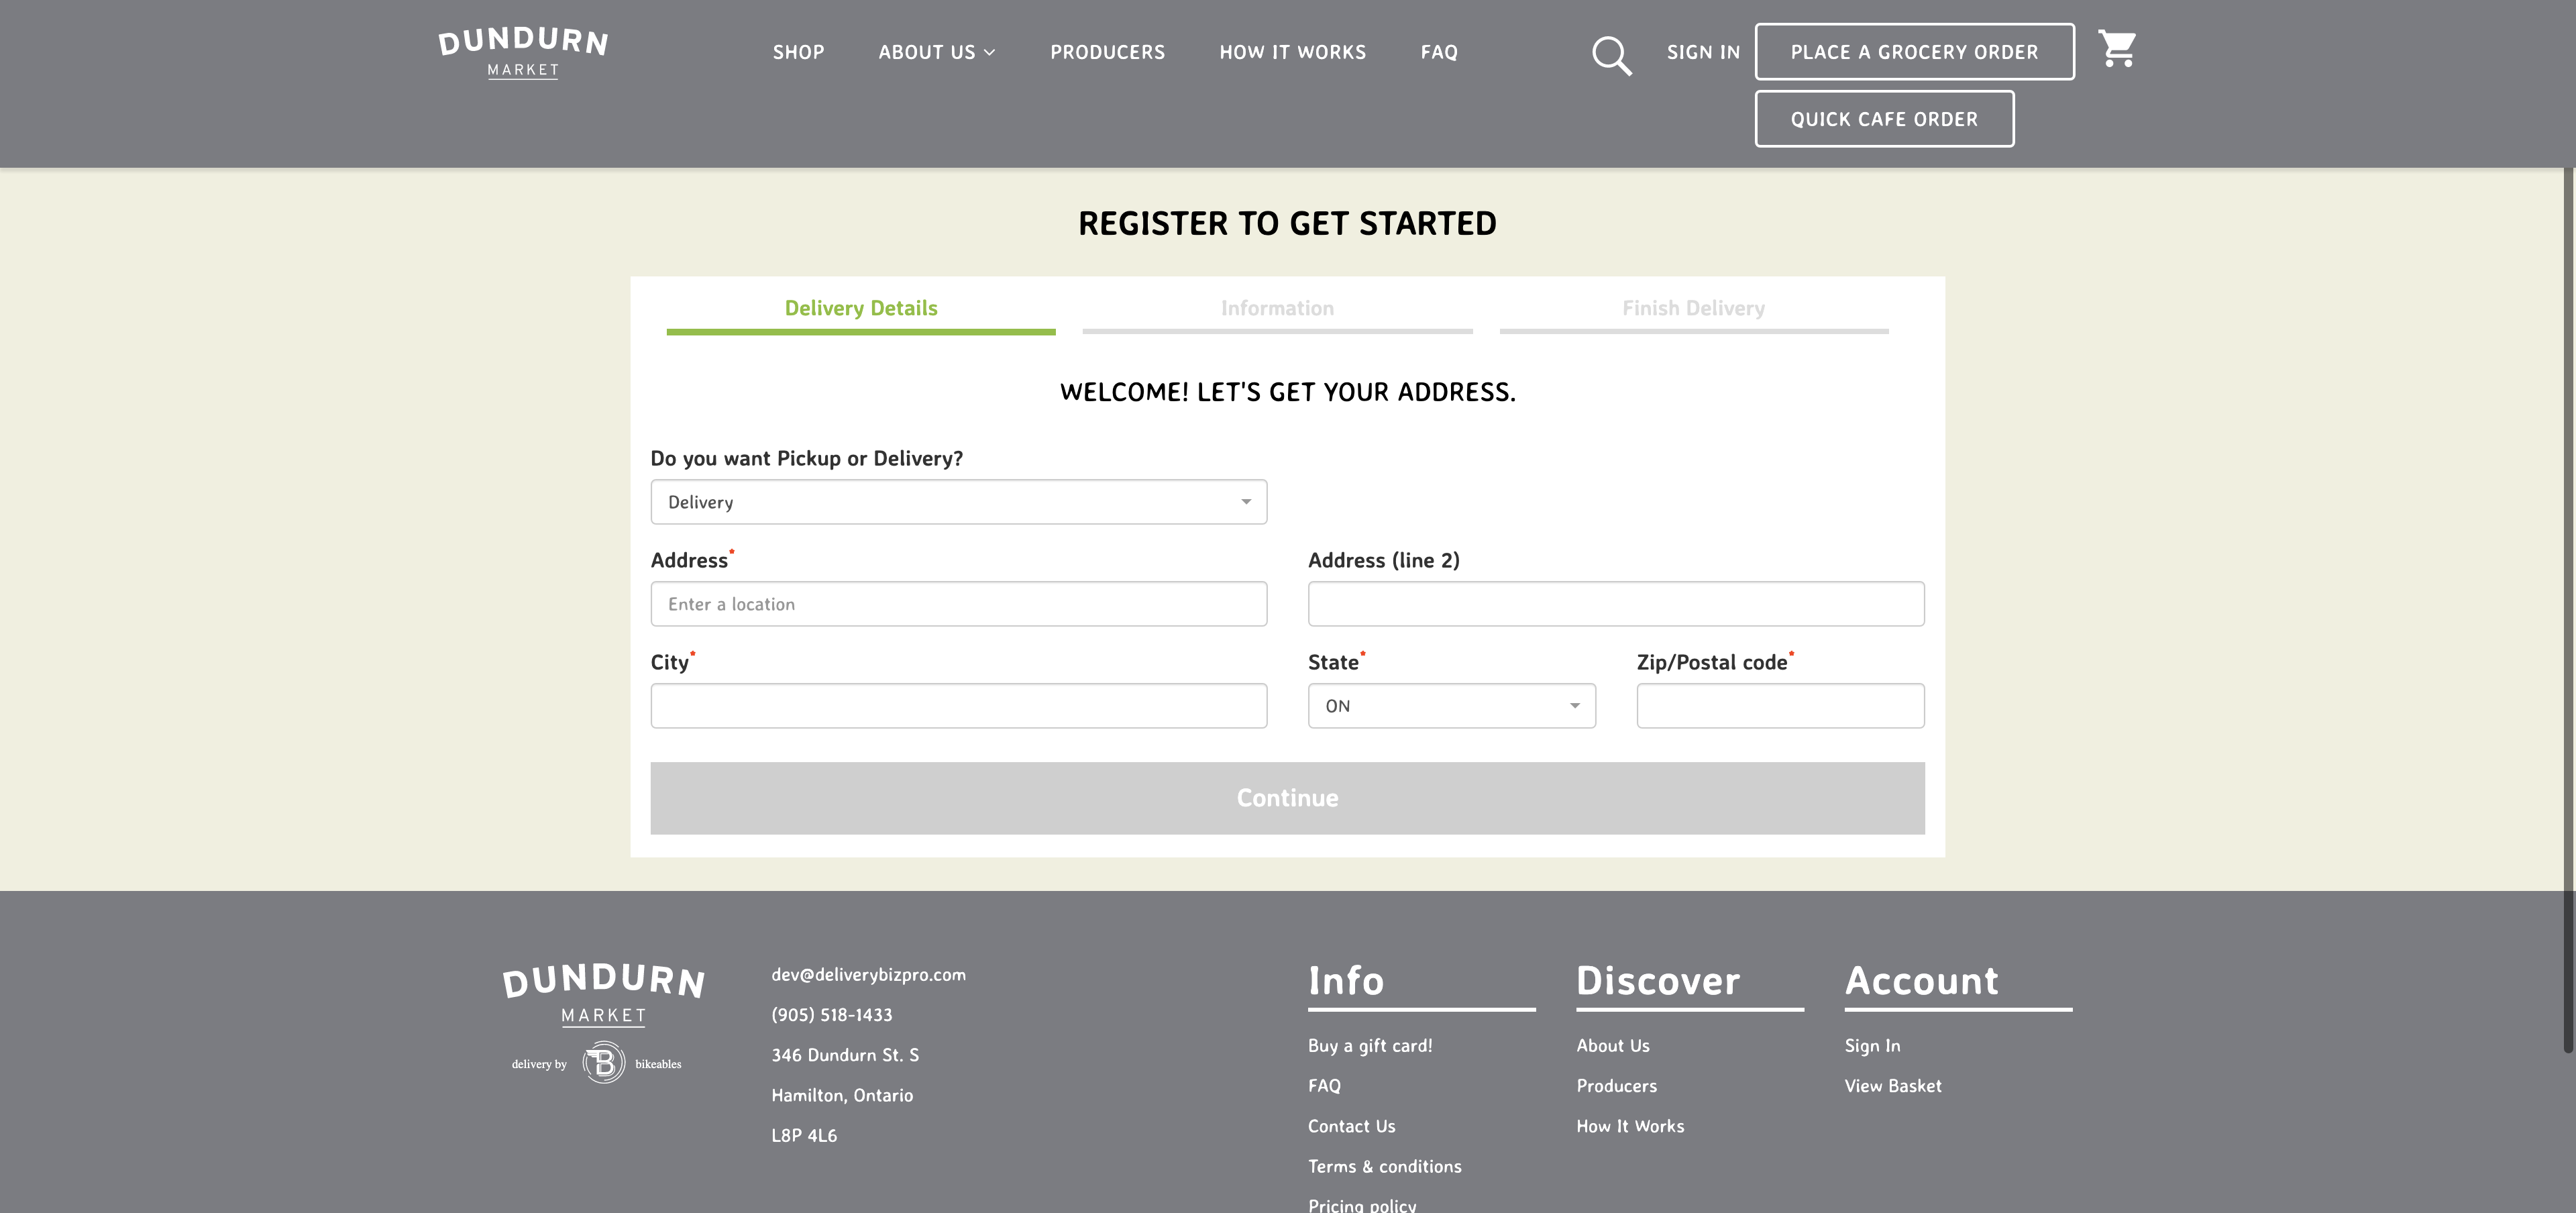 DUNDURN
MARKET
SHOP
ABOUT US
PRODUCERS
HOW IT WORKS
FAQ
SIGN IN
PLACE A GROCERY ORDER
QUICK CAFE ORDER
REGISTER TO GET STARTED
Delivery Details
Information
Finish Delivery
WELCOME! LET'S GET YOUR ADDRESS.
Do you want Pickup or Delivery?
Delivery
Address*
Enter a location
Address (line 2)
City*
State*
ON
Zip/Postal code*
Continue
DUNDURN
MARKET
delivery by B bikeables
dev@deliverybizpro.com
(905) 518-1433
346 Dundurn St. S
Hamilton, Ontario
L8P 4L6
Info
Buy a gift card!
FAQ
Contact Us
Terms & conditions
Pricing policy
Discover
About Us
Producers
How It Works
Account
Sign In
View Basket